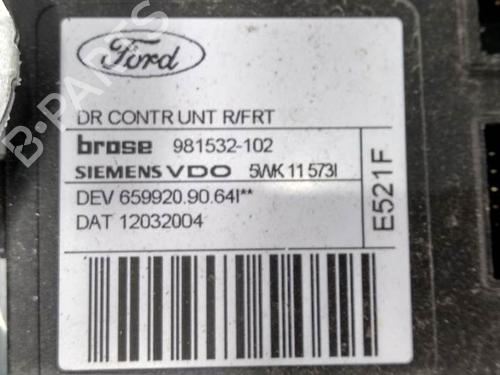 Ford
DR CONTR UNT R/FRT
brose 981532-102
SIEMENS VDO 5WK 11 573I
DEV 659920.90.64I**
DAT 12032004
E521F
B-PARTS